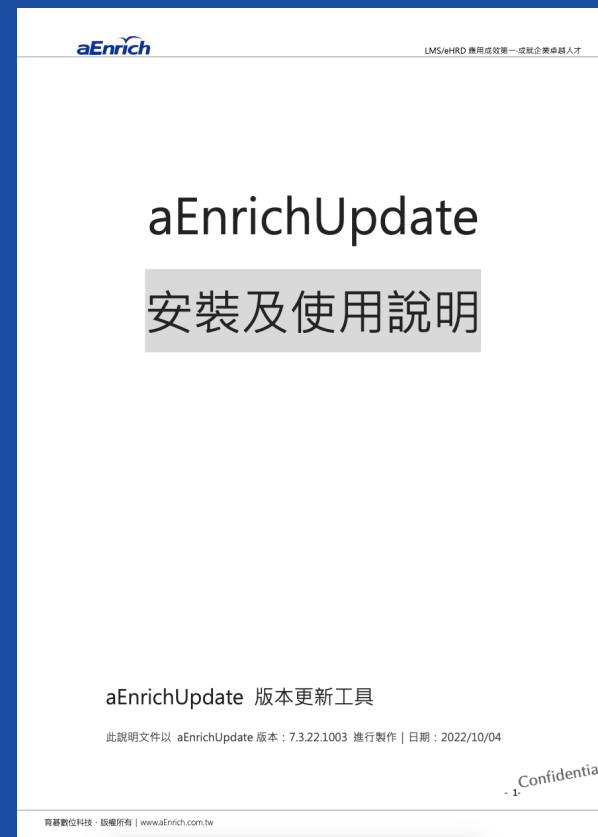 aEnrich
LMS/eHRD 應用成效第一‧成就企業卓越人才
aEnrichUpdate
安裝及使用說明
aEnrichUpdate 版本更新工具
此說明文件以 aEnrichUpdate 版本：7.3.22.1003 進行製作 | 日期：2022/10/04
Confidentia
- 1-
育碁數位科技‧版權所有 | www.aEnrich.com.tw